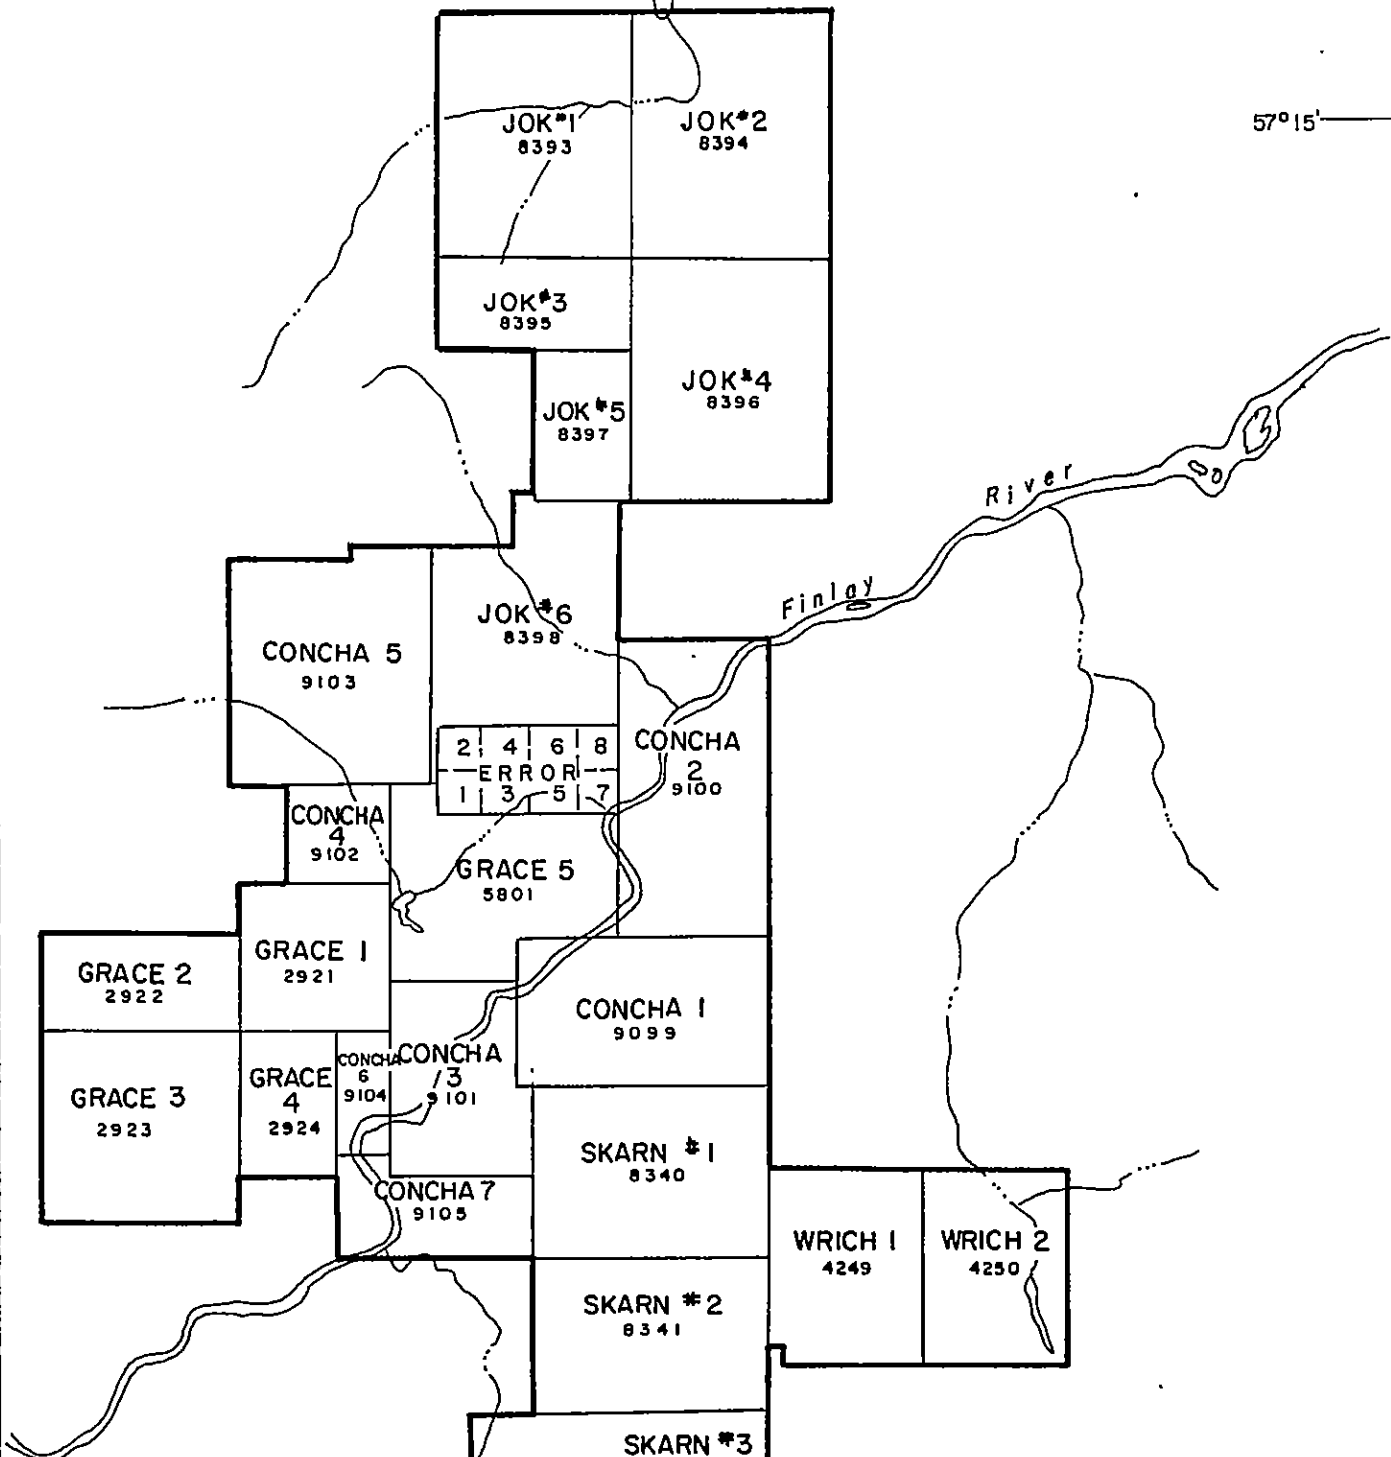 57°15'
JOK#1
8393
JOK#2
8394
JOK#3
8395
JOK#4
8396
JOK#5
8397
River
Finlay
JOK#6
8398
CONCHA 5
9103
2 4 6 8
ERROR
1 3 5 7
CONCHA
2
9100
CONCHA
4
9102
GRACE 5
5801
GRACE 1
2921
GRACE 2
2922
CONCHA 1
9099
CONCHA
6
9104
CONCHA
3
9101
GRACE
4
2924
GRACE 3
2923
SKARN #1
8340
CONCHA 7
9105
WRICH 1
4249
WRICH 2
4250
SKARN #2
8341
SKARN #3